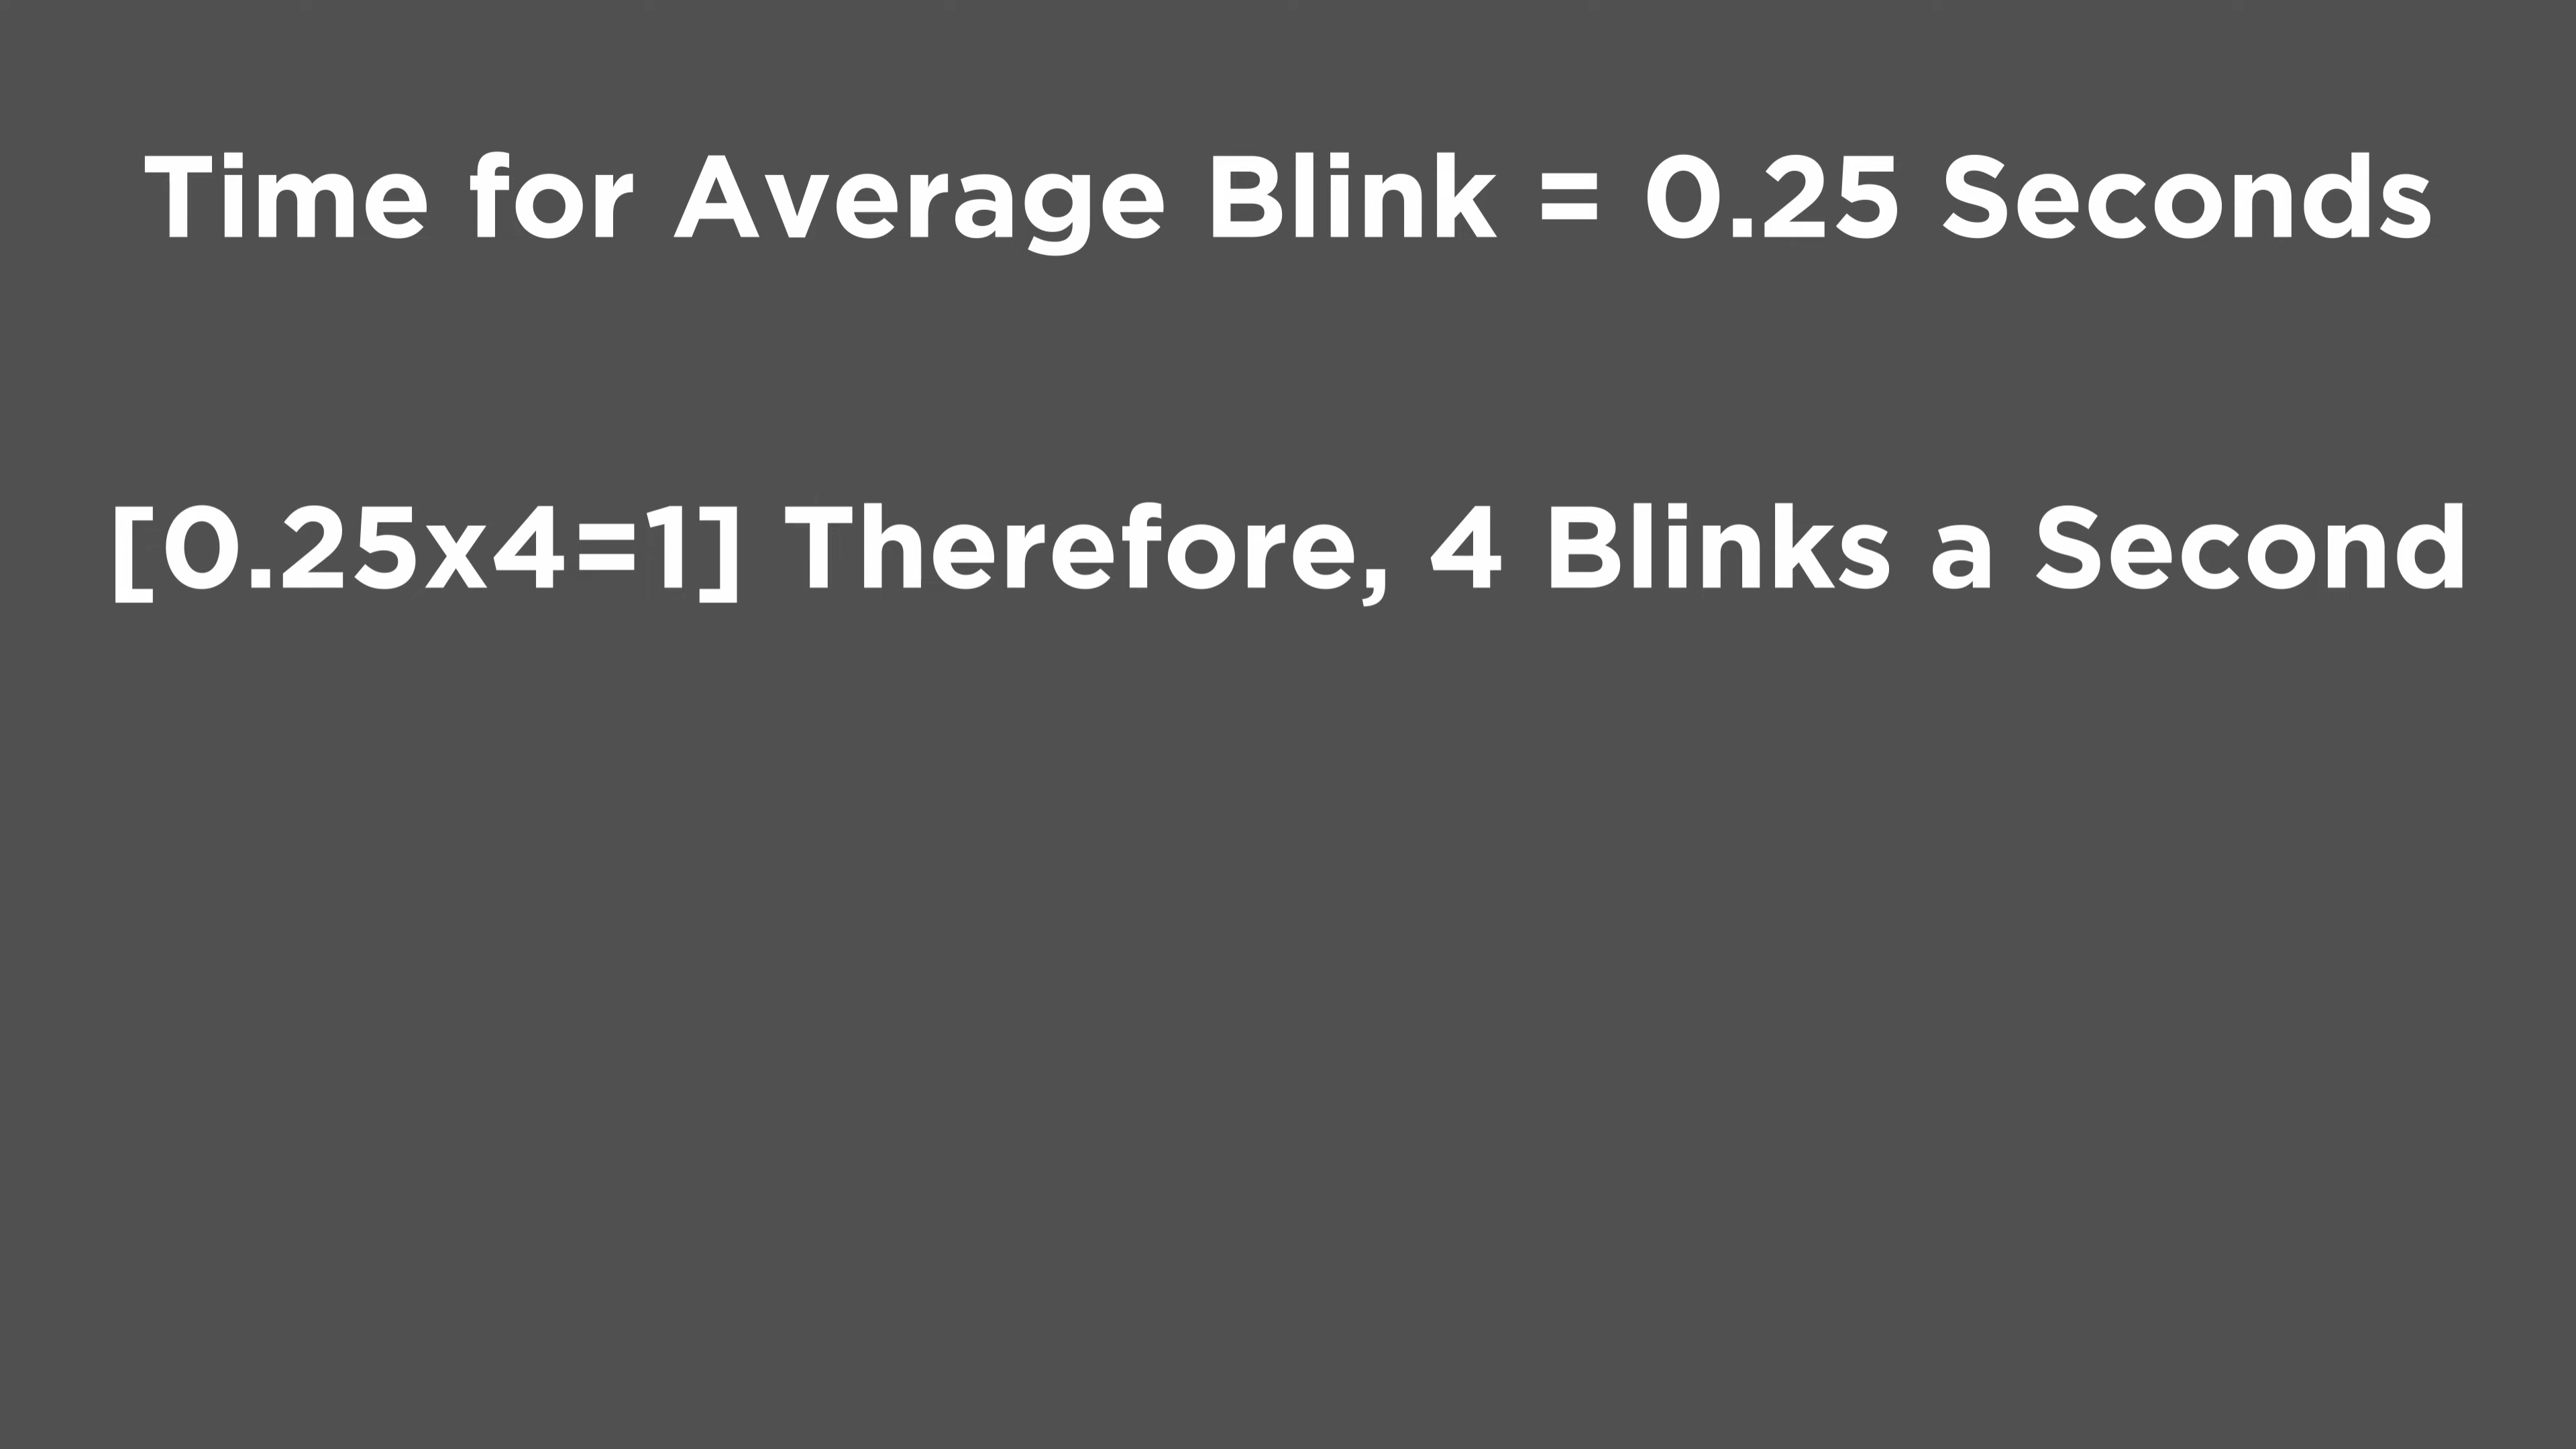 Time for Average Blink = 0.25 Seconds
[0.25x4=1] Therefore, 4 Blinks a Second